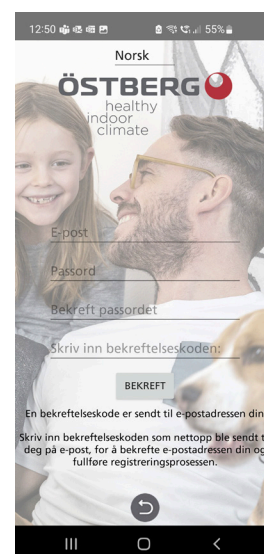 12:50 55%
Norsk
ÖSTBERG
healthy
indoor
climate
E-post
Passord
Bekreft passordet
Skriv inn bekreftelseskoden:
BEKREFT
En bekreftelseskode er sendt til e-postadressen din
Skriv inn bekreftelseskoden som nettopp ble sendt t
deg på e-post, for å bekrefte e-postadressen din og
fullføre registreringsprosessen.